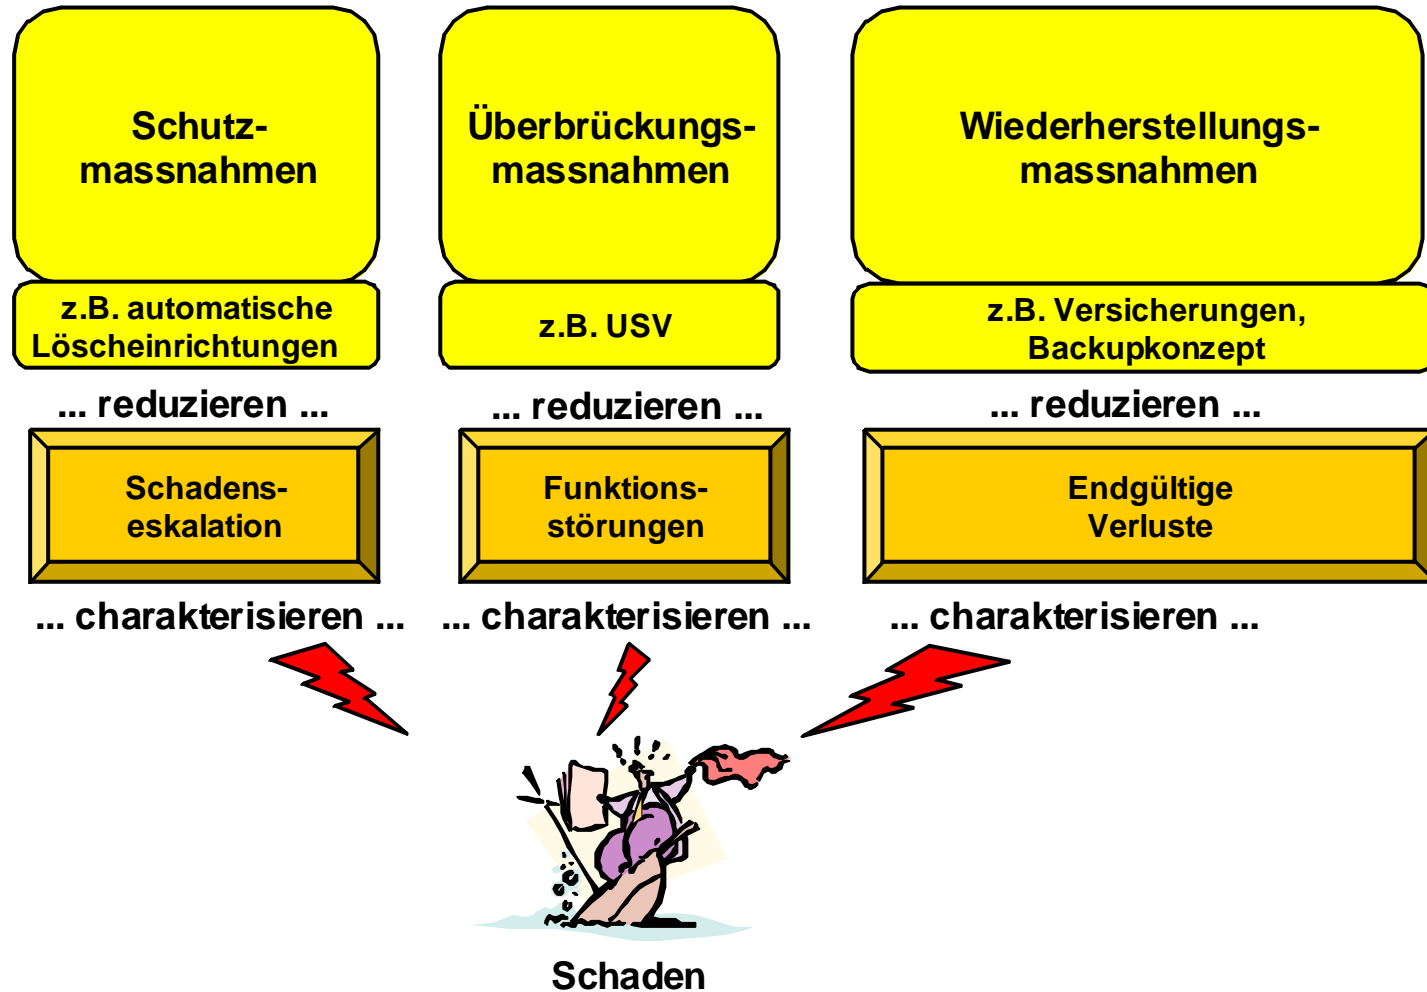 Schutz-
massnahmen
z.B. automatische
Löscheinrichtungen
... reduzieren ...
Schadens-
eskalation
... charakterisieren ...
Überbrückungs-
massnahmen
z.B. USV
... reduzieren ...
Funktions-
störungen
... charakterisieren ...
Wiederherstellungs-
massnahmen
z.B. Versicherungen,
Backupkonzept
... reduzieren ...
Endgültige
Verluste
... charakterisieren ...
Schaden